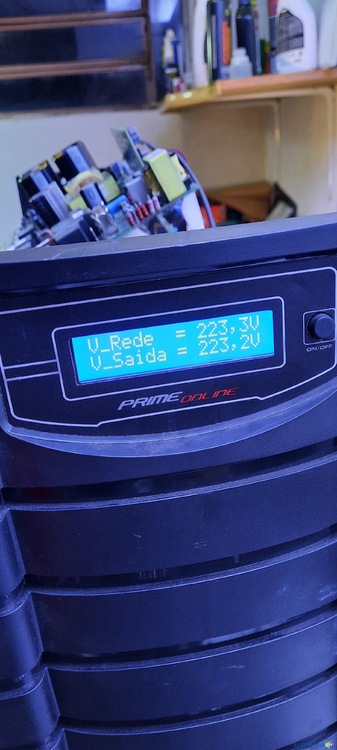 V_Rede = 223,3V
V_Saida = 223,2V
ON/OFF
PRIME ONLINE